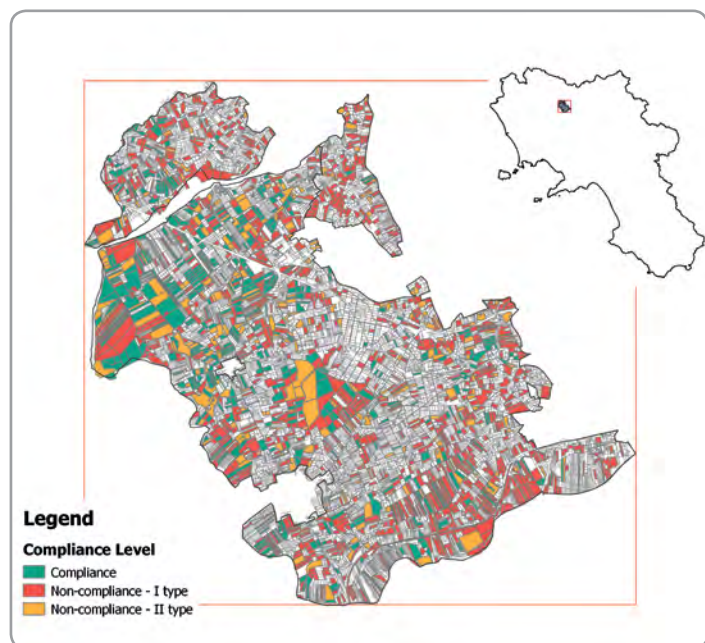 Legend
Compliance Level
Compliance
Non-compliance - I type
Non-compliance - II type